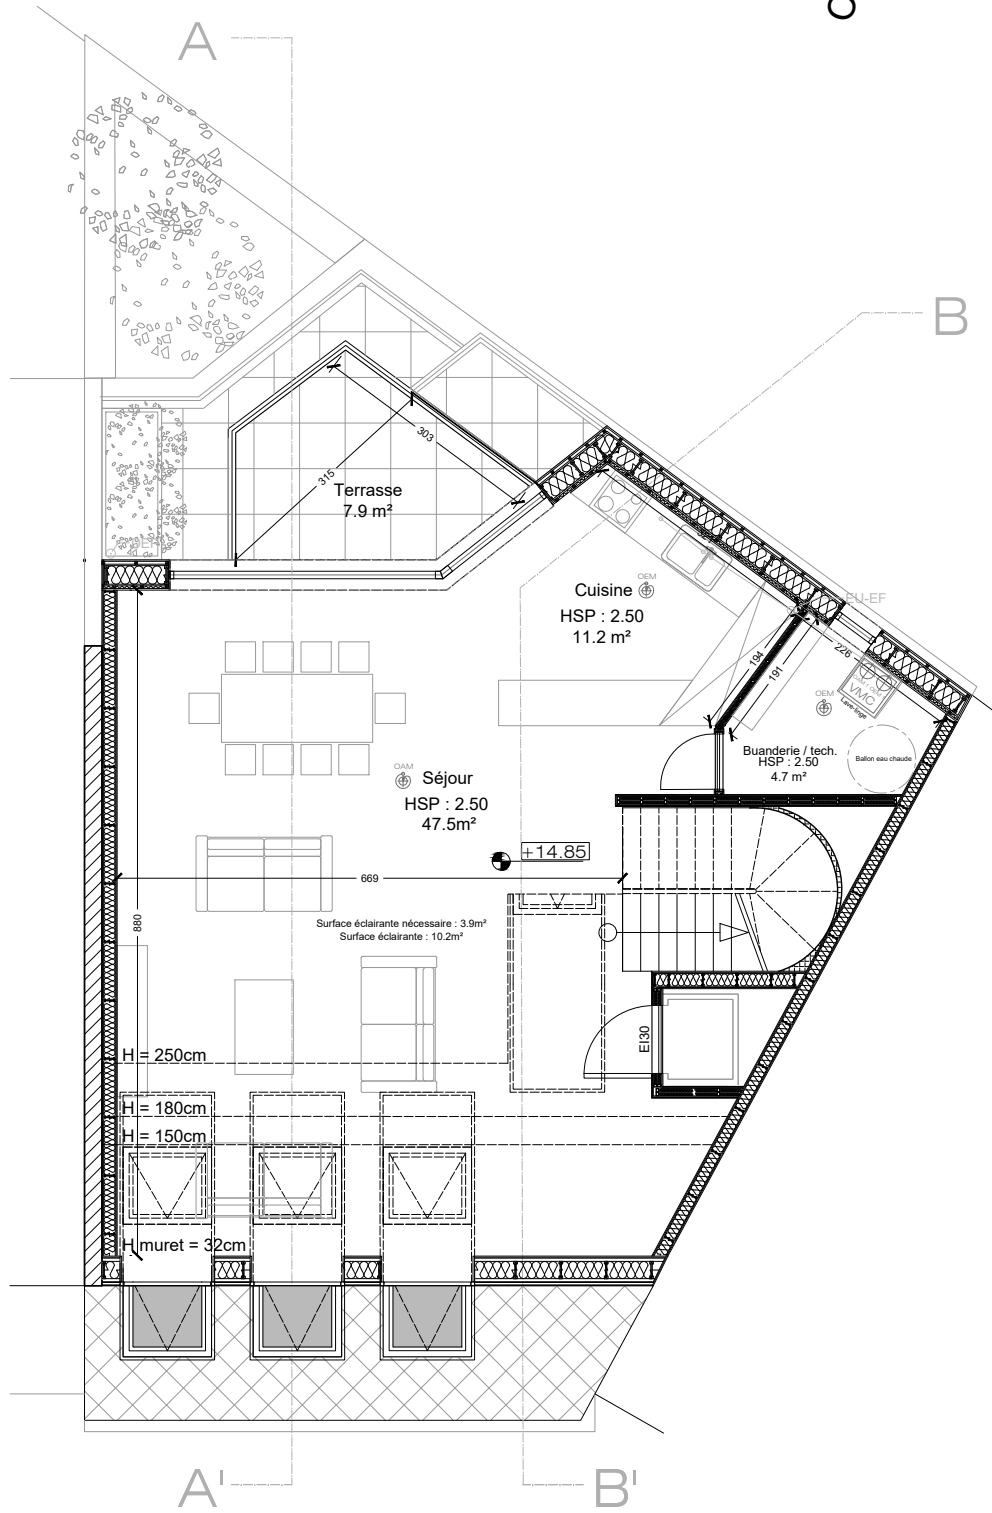 A
B
303
315
Terrasse
7.9 m²
OEM
Cuisine
HSP : 2.50
11.2 m²
EU-EF
194
191
226
OEM
OAM / OEM
VMC
Lave-linge
Buanderie / tech.
HSP : 2.50
4.7 m²
Ballon eau chaude
OAM
Séjour
HSP : 2.50
47.5m²
+14.85
669
880
Surface éclairante nécessaire : 3.9m²
Surface éclairante : 10.2m²
EI30
H = 250cm
H = 180cm
H = 150cm
H muret = 32cm
A'
B'